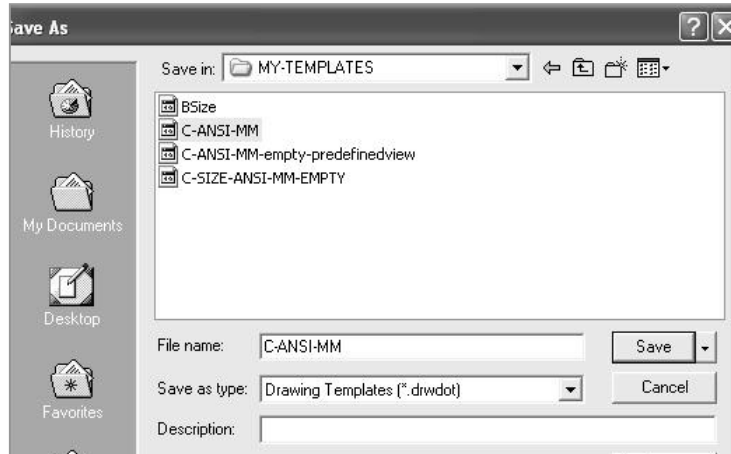 Save As
Save in: MY-TEMPLATES
History
My Documents
Desktop
Favorites
BSize
C-ANSI-MM
C-ANSI-MM-empty-predefinedview
C-SIZE-ANSI-MM-EMPTY
File name: C-ANSI-MM Save
Save as type: Drawing Templates (*.drwdot) Cancel
Description: